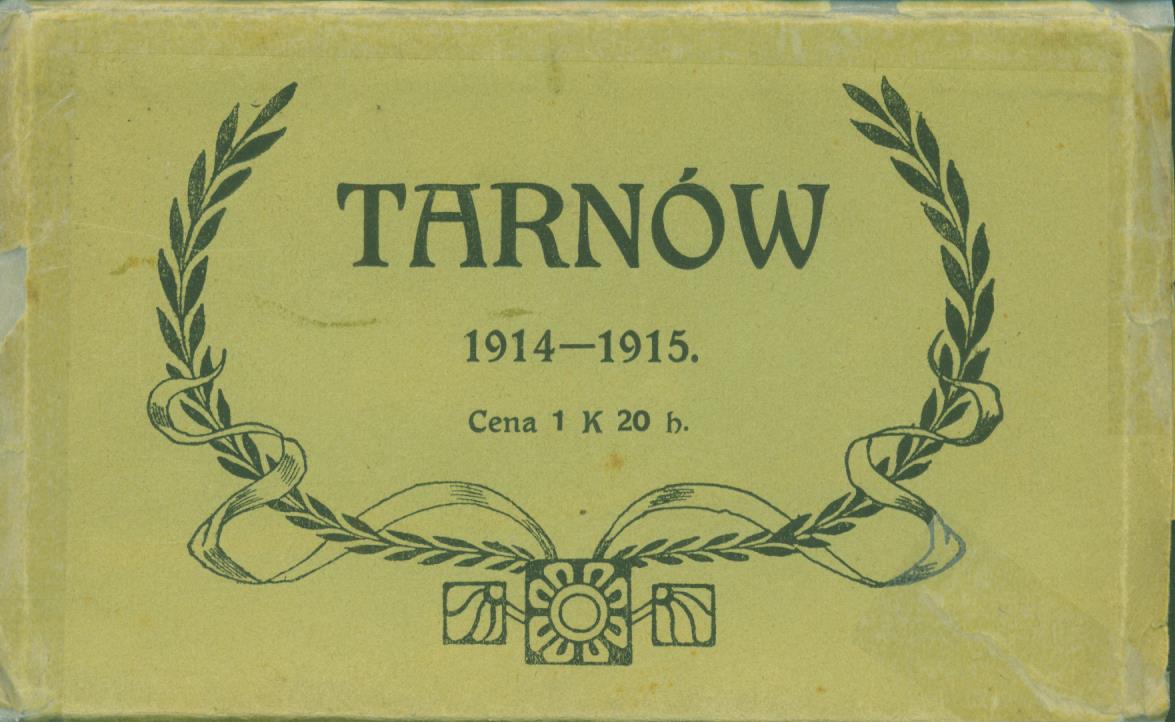 TARNÓW
1914—1915.
Cena 1 K 20 h.